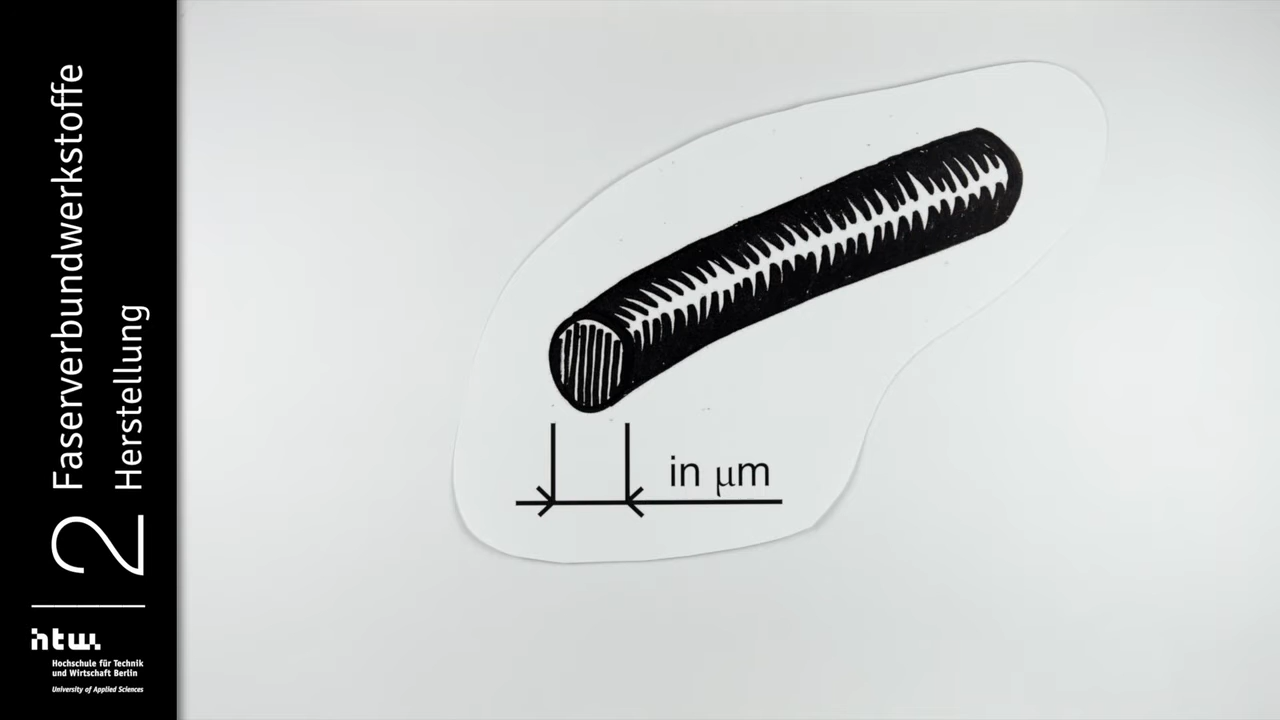 Faserverbundwerkstoffe
Herstellung
2
htw.
Hochschule für Technik
und Wirtschaft Berlin
University of Applied Sciences
in μm